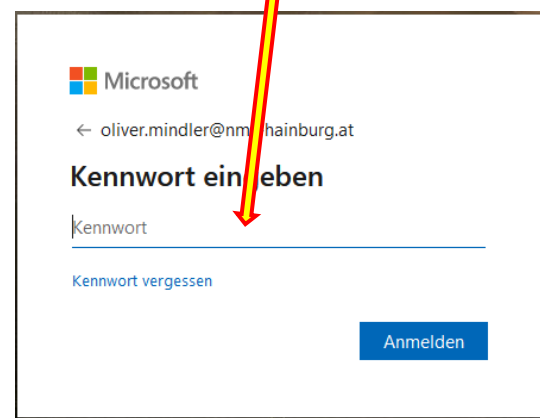 Microsoft
← oliver.mindler@nm hainburg.at
Kennwort eingeben
Kennwort
Kennwort vergessen
Anmelden